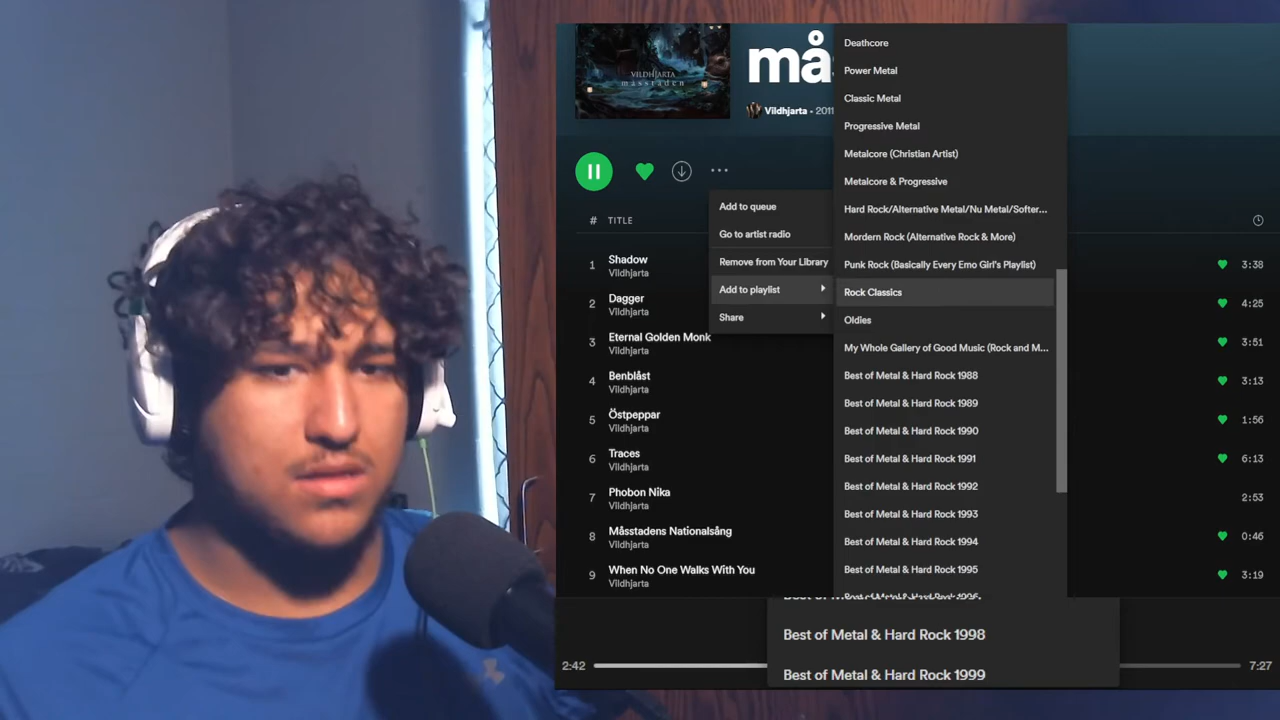 VILDHJARTA
måsstaden
må
Vildhjarta • 2011
# TITLE
1 Shadow 3:38
Vildhjarta
2 Dagger 4:25
Vildhjarta
3 Eternal Golden Monk 3:51
Vildhjarta
4 Benblåst 3:13
Vildhjarta
5 Östpeppar 1:56
Vildhjarta
6 Traces 6:13
Vildhjarta
7 Phobon Nika 2:53
Vildhjarta
8 Måsstadens Nationalsång 0:46
Vildhjarta
9 When No One Walks With You 3:19
Vildhjarta
Add to queue
Go to artist radio
Remove from Your Library
Add to playlist
Share
Deathcore
Power Metal
Classic Metal
Progressive Metal
Metalcore (Christian Artist)
Metalcore & Progressive
Hard Rock/Alternative Metal/Nu Metal/Softer...
Mordern Rock (Alternative Rock & More)
Punk Rock (Basically Every Emo Girl's Playlist)
Rock Classics
Oldies
My Whole Gallery of Good Music (Rock and M...
Best of Metal & Hard Rock 1988
Best of Metal & Hard Rock 1989
Best of Metal & Hard Rock 1990
Best of Metal & Hard Rock 1991
Best of Metal & Hard Rock 1992
Best of Metal & Hard Rock 1993
Best of Metal & Hard Rock 1994
Best of Metal & Hard Rock 1995
Best of Metal & Hard Rock 1998
Best of Metal & Hard Rock 1999
2:42
7:27